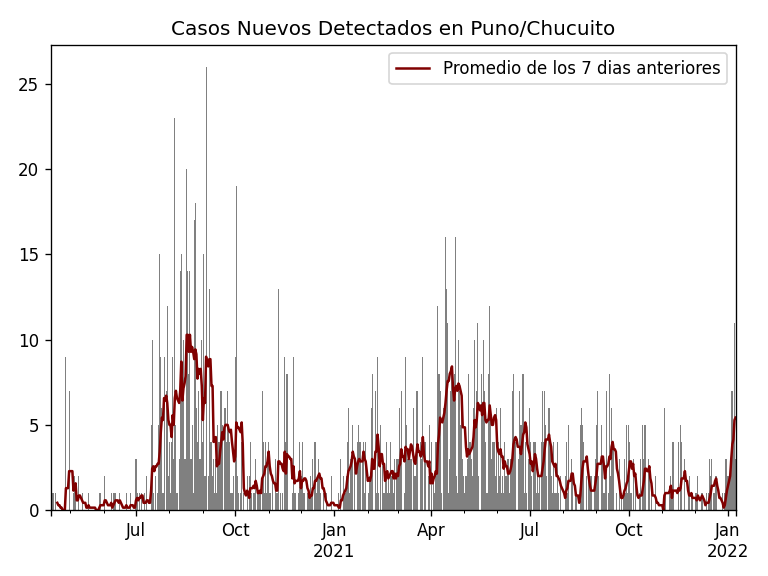 Casos Nuevos Detectados en Puno/Chucuito
Promedio de los 7 dias anteriores
25
20
15
10
5
0
Jul Oct Jan Apr Jul Oct Jan
2021 2022